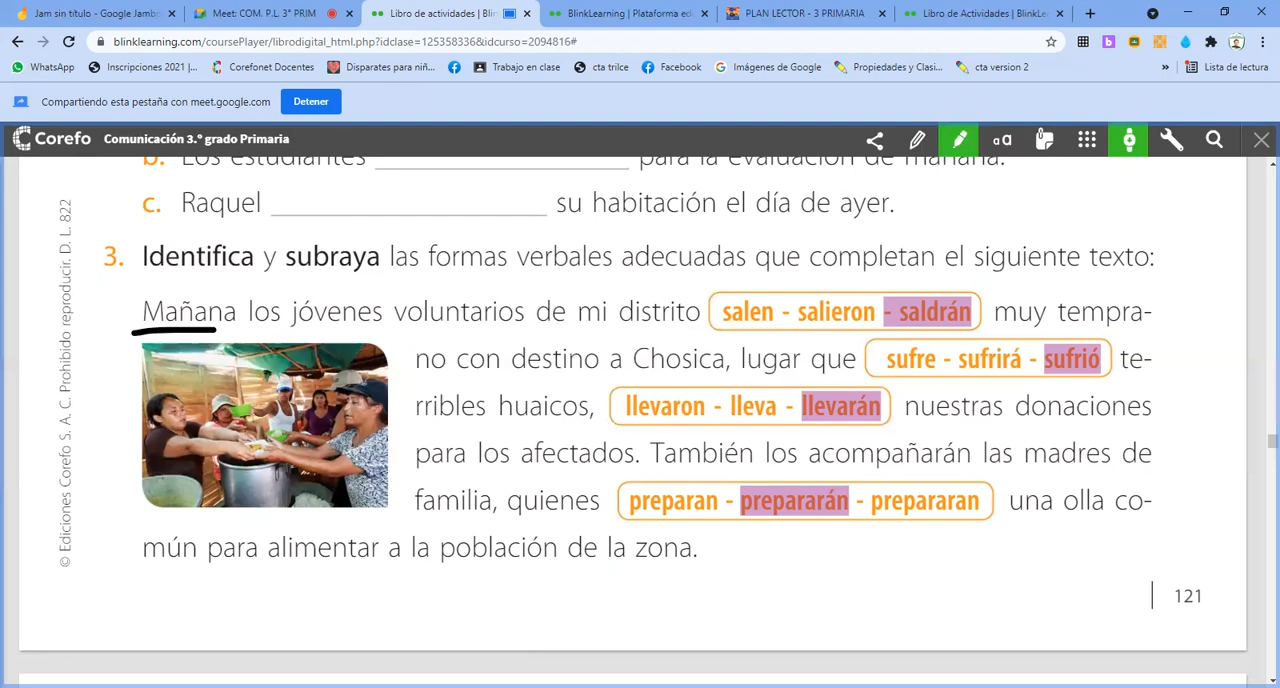 Jam sin título - Google Jambo
Meet: COM. P.L. 3° PRIM
Libro de actividades | Blin
BlinkLearning | Plataforma ed
PLAN LECTOR - 3 PRIMARIA
Libro de Actividades | BlinkLe
blinklearning.com/coursePlayer/librodigital_html.php?idclase=125358336&idcurso=2094816#
WhatsApp
Inscripciones 2021 |...
Corefonet Docentes
Disparates para niñ...
Trabajo en clase
cta trilce
Facebook
Imágenes de Google
Propiedades y Clasi...
cta version 2
»
Lista de lectura
Compartiendo esta pestaña con meet.google.com
Detener
Corefo
Comunicación 3.º grado Primaria
aA
b. Los estudiantes ____ para la evaluación de mañana.
c. Raquel ____ su habitación el día de ayer.
© Ediciones Corefo S. A. C. Prohibido reproducir. D. L. 822
3. Identifica y subraya las formas verbales adecuadas que completan el siguiente texto:
Mañana los jóvenes voluntarios de mi distrito salen - salieron - saldrán muy tempra-
no con destino a Chosica, lugar que sufre - sufrirá - sufrió te-
rribles huaicos, llevaron - lleva - llevarán nuestras donaciones
para los afectados. También los acompañarán las madres de
familia, quienes preparan - prepararán - prepararan una olla co-
mún para alimentar a la población de la zona.
121